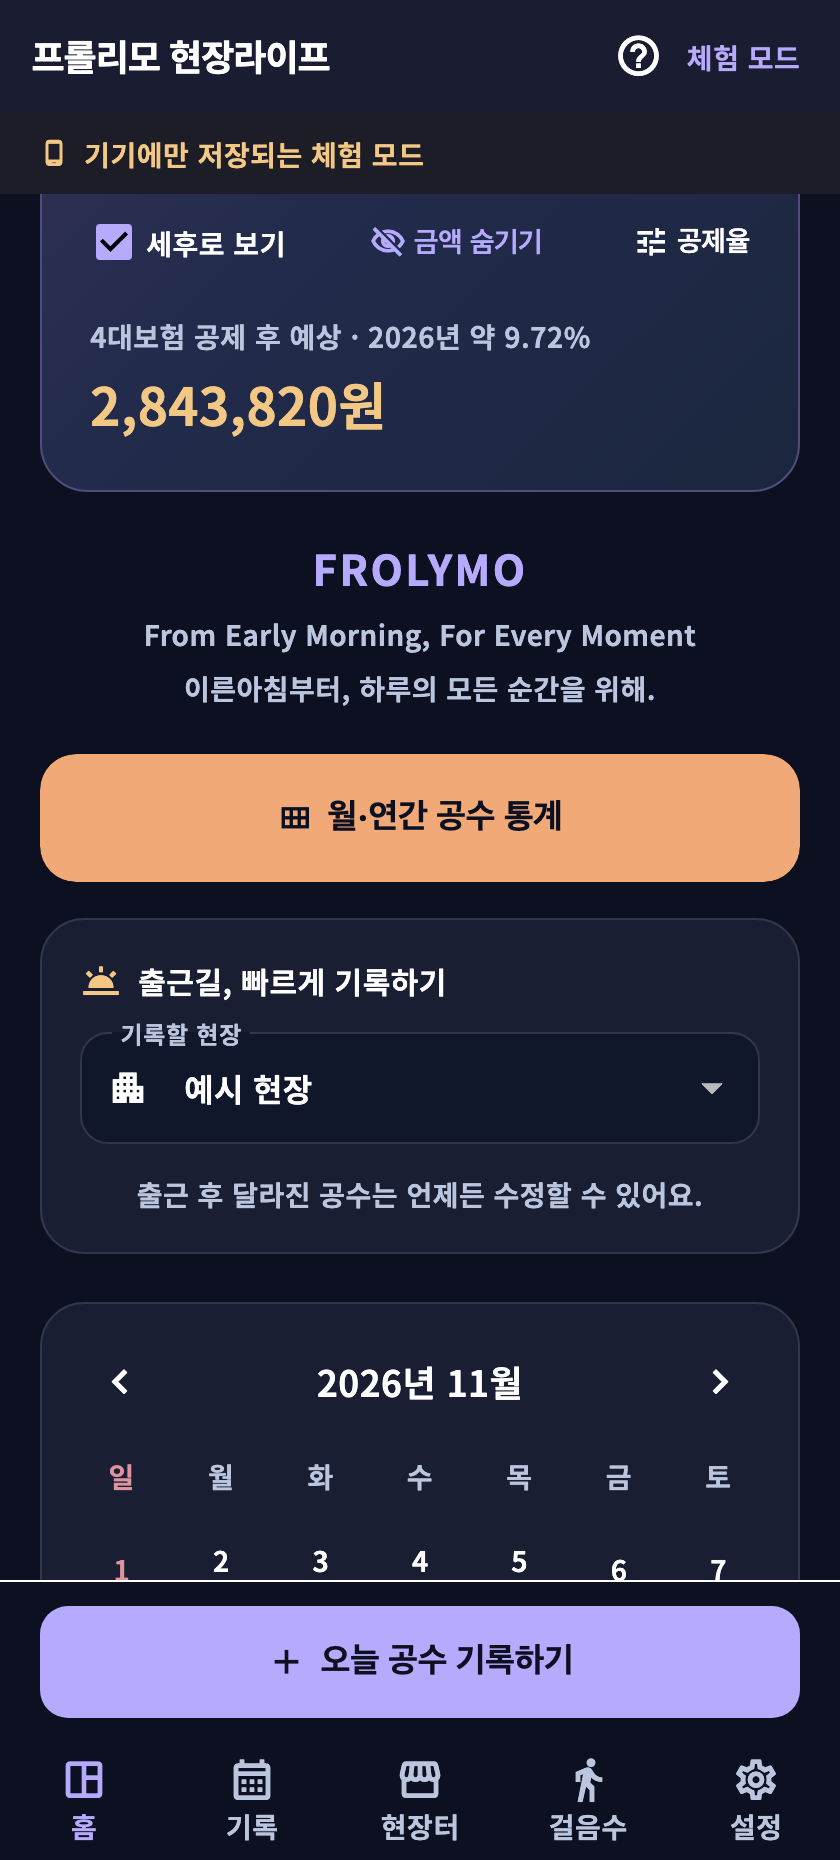 프롤리모 현장라이프
체험 모드
기기에만 저장되는 체험 모드
세후로 보기
금액 숨기기
공제율
4대보험 공제 후 예상 · 2026년 약 9.72%
2,843,820원
FROLYMO
From Early Morning, For Every Moment
이른아침부터, 하루의 모든 순간을 위해.
월·연간 공수 통계
출근길, 빠르게 기록하기
기록할 현장
예시 현장
출근 후 달라진 공수는 언제든 수정할 수 있어요.
2026년 11월
일 월 화 수 목 금 토
1 2 3 4 5 6 7
+ 오늘 공수 기록하기
홈 기록 현장터 걸음수 설정